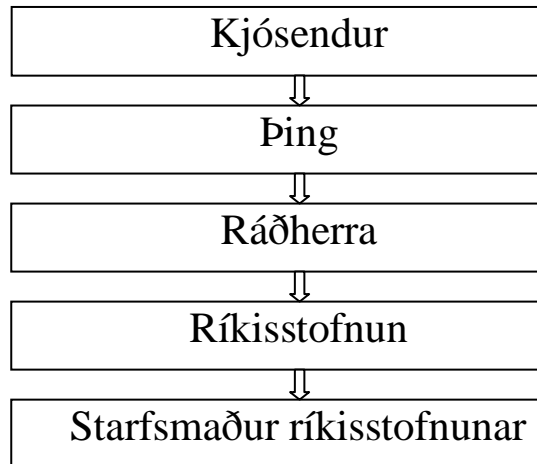 Kjósendur
Þing
Ráðherra
Ríkisstofnun
Starfsmaður ríkisstofnunar